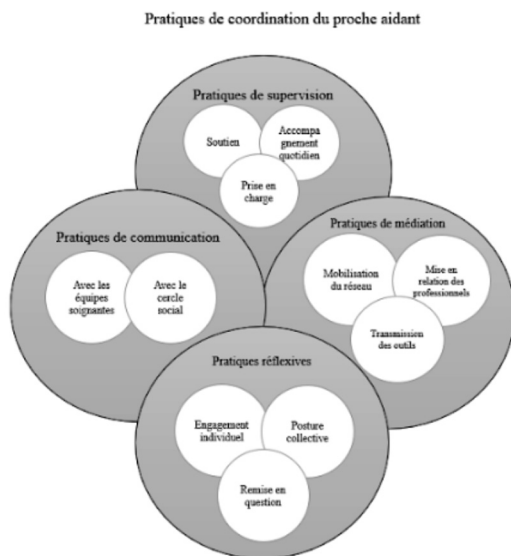 Pratiques de coordination du proche aidant
Pratiques de supervision
Soutien
Accompa
gnement
quotidien
Prise en
charge
Pratiques de communication
Avec les
équipes
soignantes
Avec le
cercle
social
Pratiques de médiation
Mobilisation
du réseau
Mise en
relation des
professionnels
Transmission
des outils
Pratiques réflexives
Engagement
individuel
Posture
collective
Remise en
question